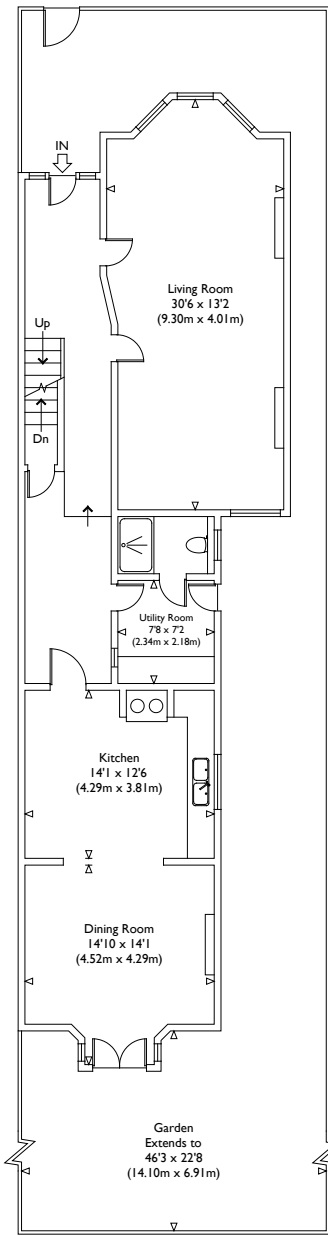 IN
Living Room
30'6 x 13'2
(9.30m x 4.01m)
Up
Dn
Utility Room
7'8 x 7'2
(2.34m x 2.18m)
Kitchen
14'1 x 12'6
(4.29m x 3.81m)
Dining Room
14'10 x 14'1
(4.52m x 4.29m)
Garden
Extends to
46'3 x 22'8
(14.10m x 6.91m)